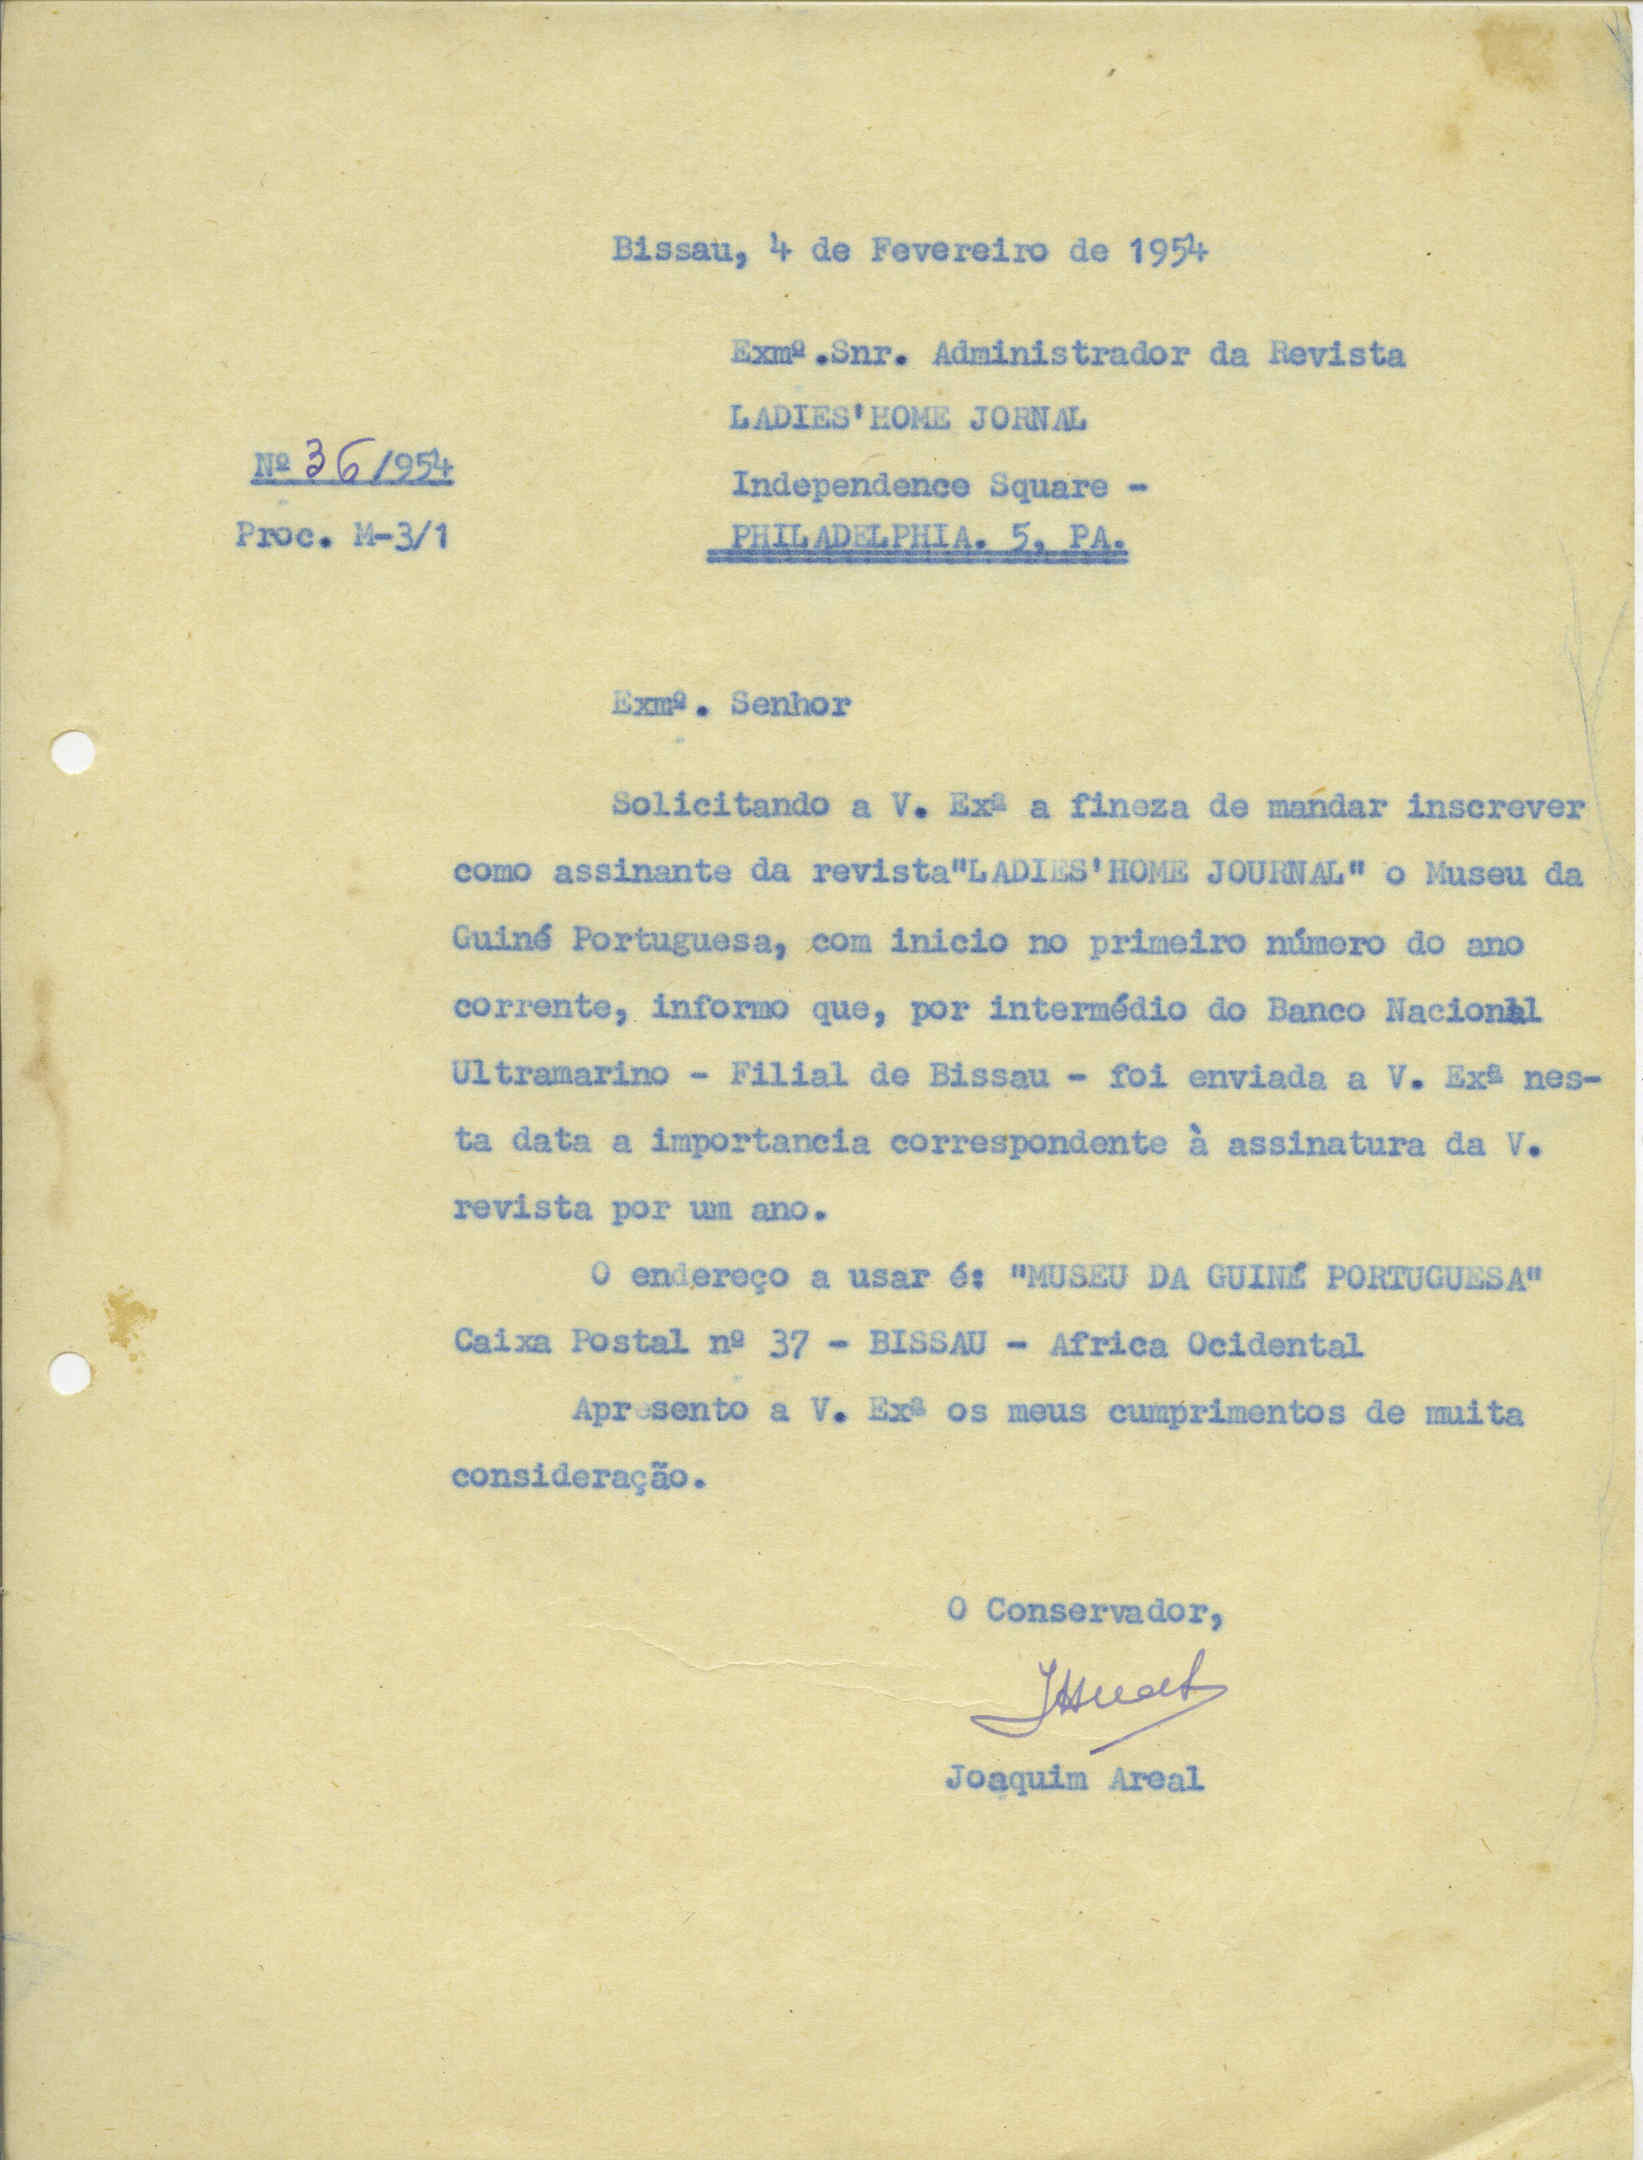 Bissau, 4 de Fevereiro de 1954
Exmº.Snr. Administrador da Revista
LADIES'HOME JORNAL
Nº 36/954
Independence Square -
Proc. M-3/1
PHILADELPHIA. 5, PA.
Exmº. Senhor
Solicitando a V. Exª a fineza de mandar inscrever
como assinante da revista"LADIES'HOME JOURNAL" o Museu da
Guiné Portuguesa, com inicio no primeiro número do ano
corrente, informo que, por intermédio do Banco Nacional
Ultramarino - Filial de Bissau - foi enviada a V. Exª nes-
ta data a importancia correspondente à assinatura da V.
revista por um ano.
O endereço a usar é: "MUSEU DA GUINÉ PORTUGUESA"
Caixa Postal nº 37 - BISSAU - Africa Ocidental
Apresento a V. Exª os meus cumprimentos de muita
consideração.
O Conservador,
Joaquim Areal